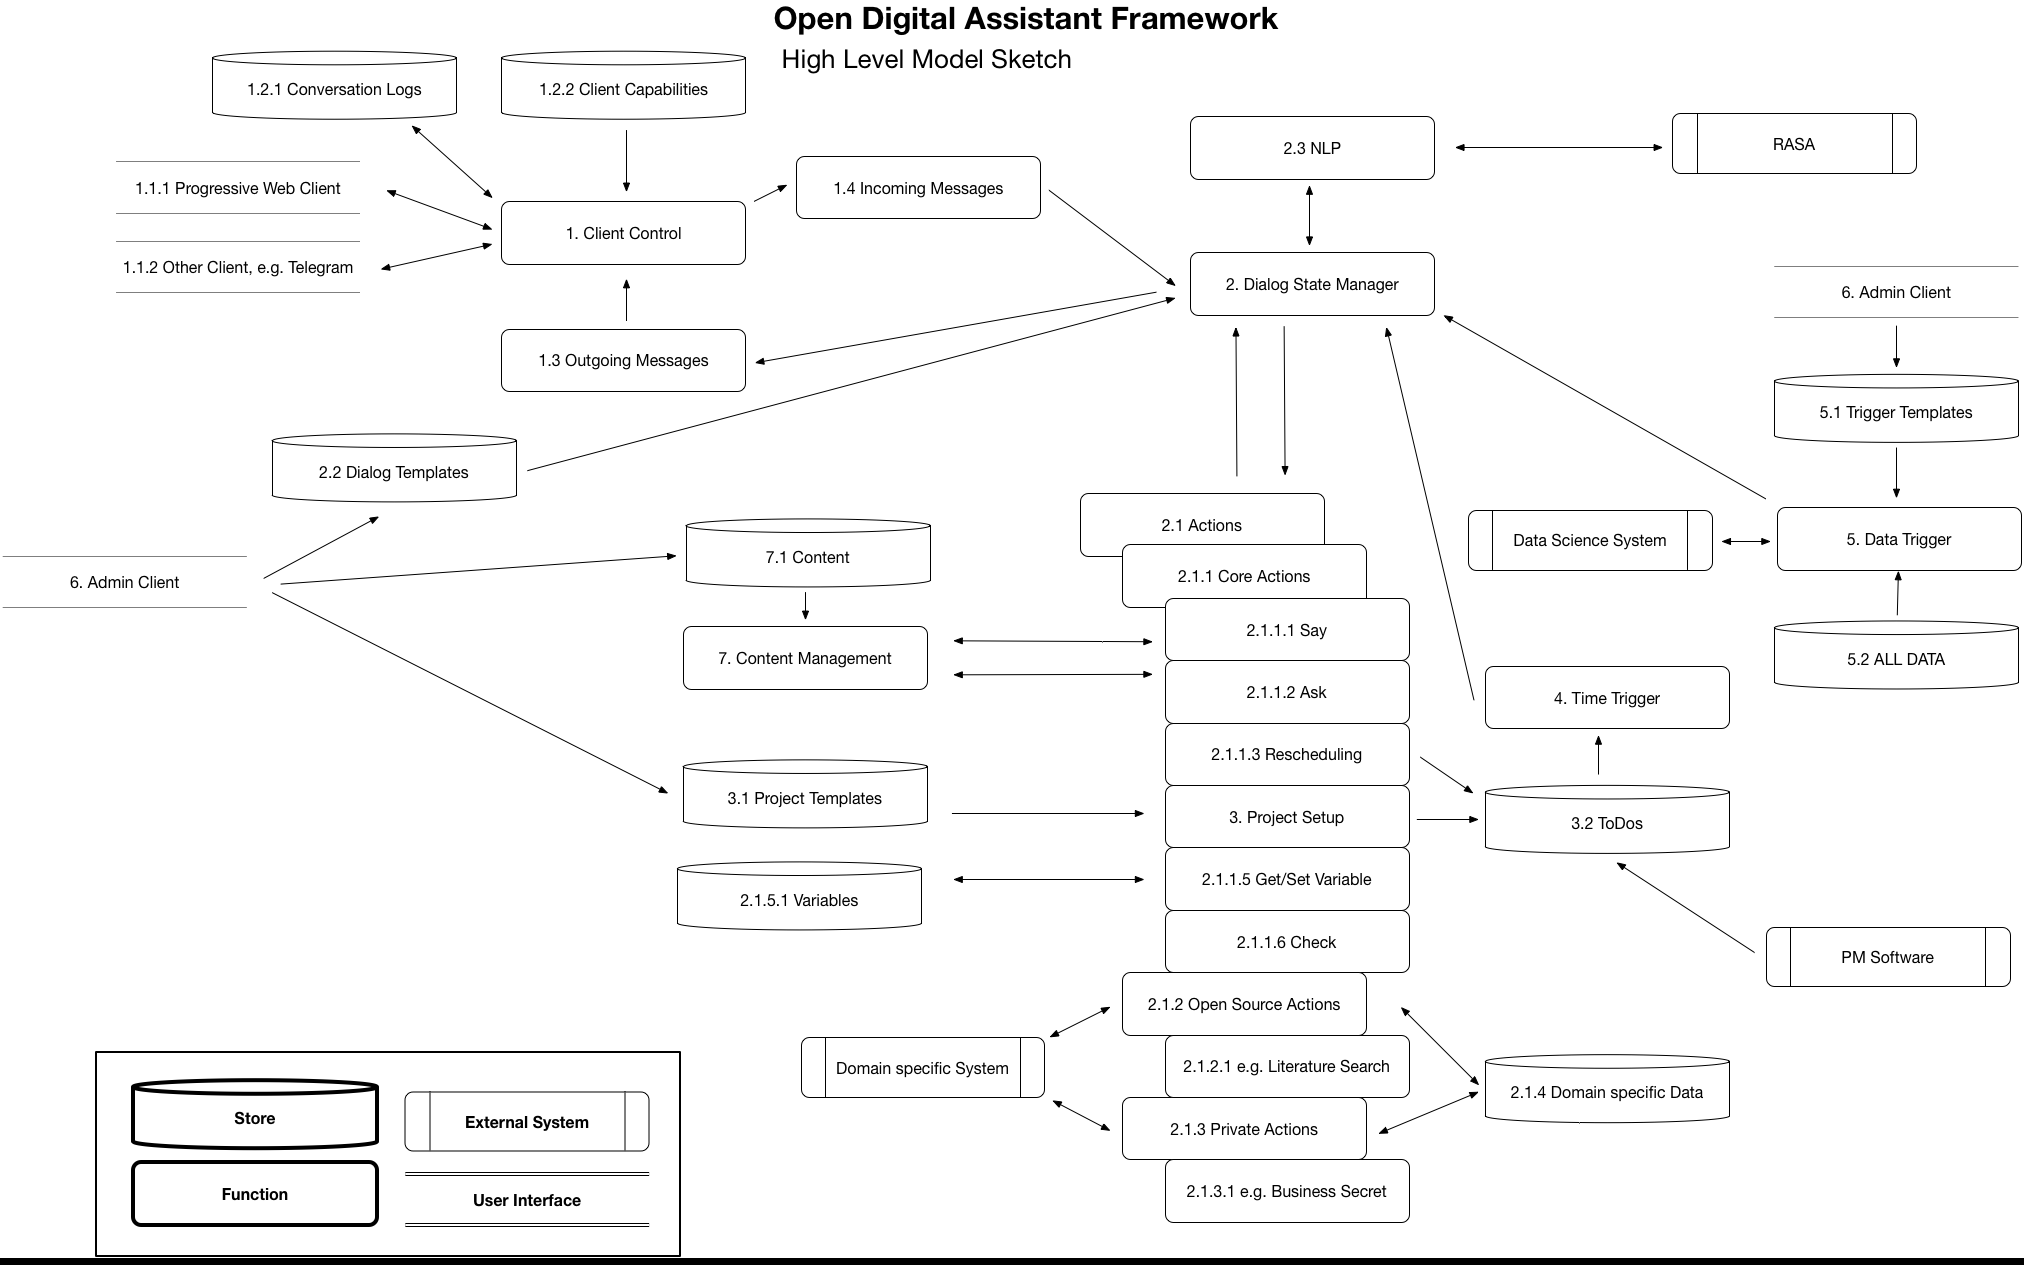 Open Digital Assistant Framework
High Level Model Sketch
1.2.1 Conversation Logs
1.2.2 Client Capabilities
2.3 NLP
RASA
1.1.1 Progressive Web Client
1.4 Incoming Messages
1. Client Control
1.1.2 Other Client, e.g. Telegram
2. Dialog State Manager
6. Admin Client
1.3 Outgoing Messages
5.1 Trigger Templates
2.2 Dialog Templates
2.1 Actions
Data Science System
5. Data Trigger
7.1 Content
2.1.1 Core Actions
6. Admin Client
2.1.1.1 Say
7. Content Management
5.2 ALL DATA
2.1.1.2 Ask
4. Time Trigger
2.1.1.3 Rescheduling
3.1 Project Templates
3. Project Setup
3.2 ToDos
2.1.1.5 Get/Set Variable
2.1.5.1 Variables
2.1.1.6 Check
PM Software
2.1.2 Open Source Actions
Domain specific System
2.1.2.1 e.g. Literature Search
2.1.4 Domain specific Data
2.1.3 Private Actions
2.1.3.1 e.g. Business Secret
Store
External System
Function
User Interface